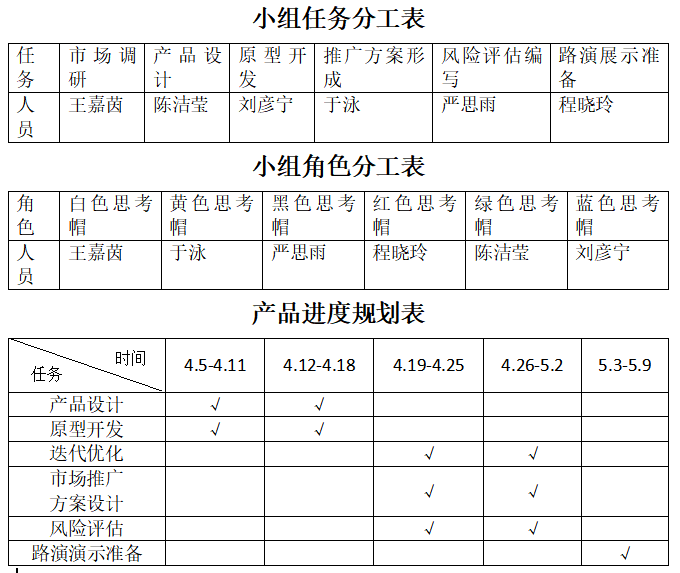 小组任务分工表
任务 市场调研 产品设计 原型开发 推广方案形成 风险评估编写 路演展示准备
人员 王嘉茵 陈洁莹 刘彦宁 于泳 严思雨 程晓玲
小组角色分工表
角色 白色思考帽 黄色思考帽 黑色思考帽 红色思考帽 绿色思考帽 蓝色思考帽
人员 王嘉茵 于泳 严思雨 程晓玲 陈洁莹 刘彦宁
产品进度规划表
时间 任务 4.5-4.11 4.12-4.18 4.19-4.25 4.26-5.2 5.3-5.9
产品设计 √ √
原型开发 √ √
迭代优化 √ √
市场推广
方案设计 √ √
风险评估 √ √
路演演示准备 √